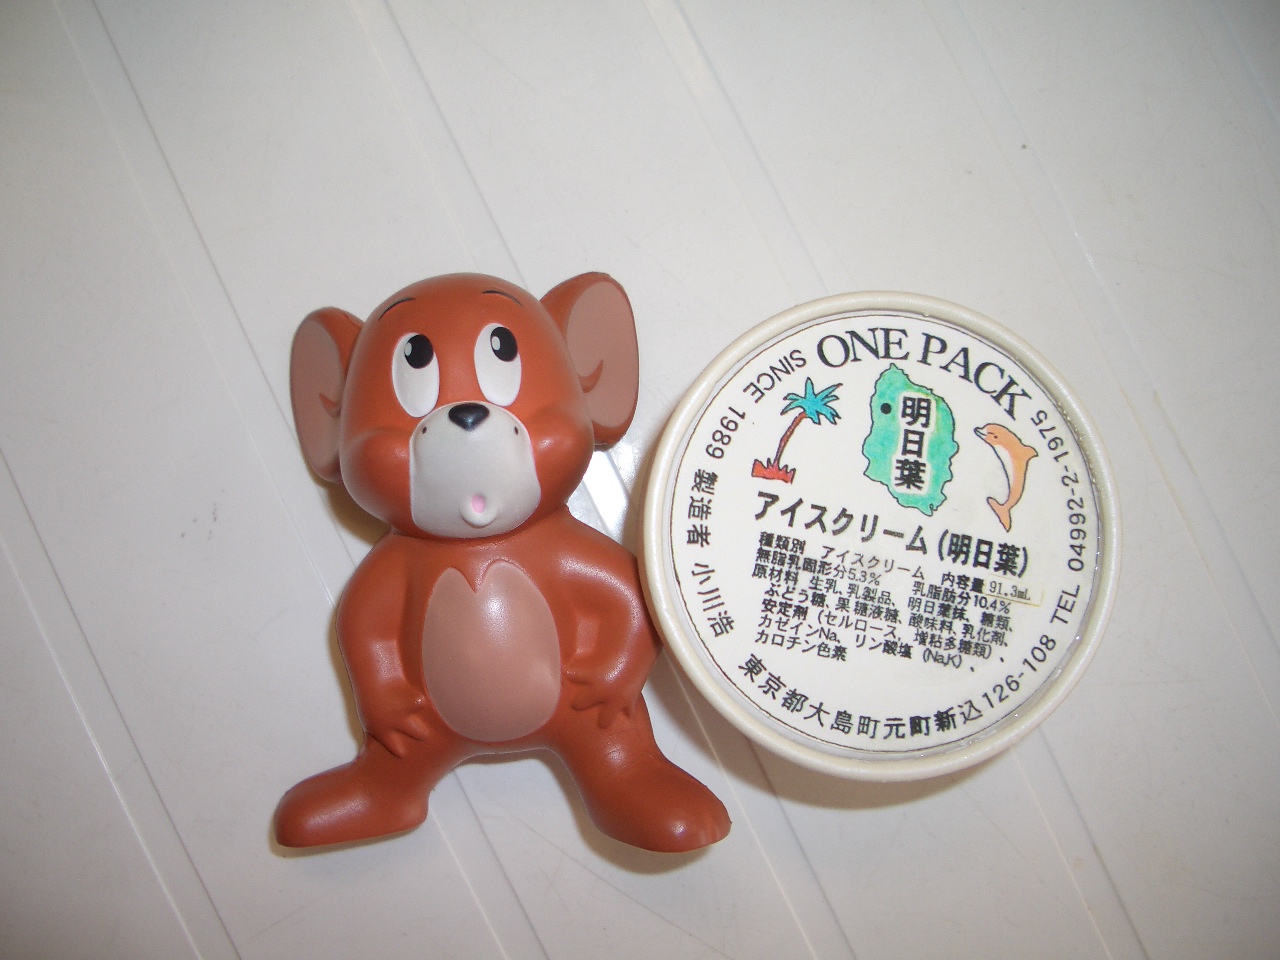 ONE PACK
SINCE 1989 製造者 小川浩
明日葉
アイスクリーム (明日葉)
種類別 アイスクリーム 内容量 91.3mL
無脂乳固形分5.3% 乳脂肪分10.4%
原材料 生乳、乳製品、明日葉抹、糖類、
ぶどう糖、果糖液糖、酸味料、乳化剤、
安定剤 (セルロース、増粘多糖類)
カゼインNa、リン酸塩 (Na,K)、
カロチン色素
東京都大島町元町新込126-108 TEL 04992-2-1975